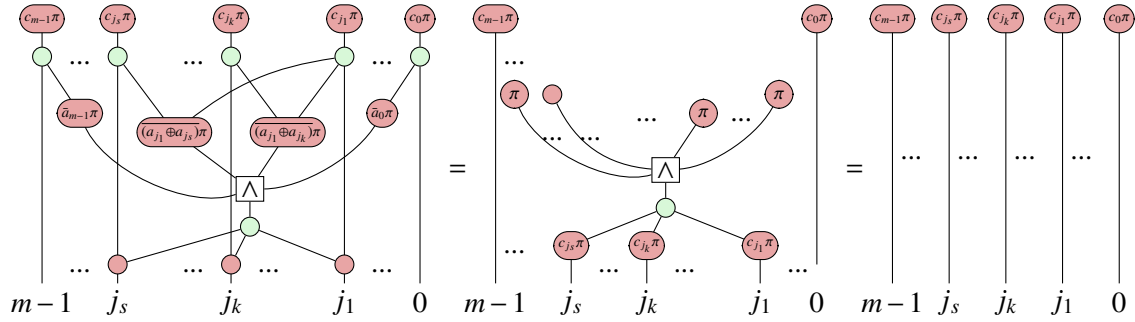 c_{m−1}π c_{j_s}π c_{j_k}π c_{j_1}π c_0π c_{m−1}π c_0π c_{m−1}π c_{j_s}π c_{j_k}π c_{j_1}π c_0π
... ... ... ... ...
ā_{m−1}π \overline{(a_{j_1}⊕a_{j_s})}π \overline{(a_{j_1}⊕a_{j_k})}π ā_0π π π π
... ... ... ...
∧ = ∧ = ... ... ... ...
c_{j_s}π c_{j_k}π c_{j_1}π
... ... ... ... ... ... ... ...
m − 1 j_s j_k j_1 0 m − 1 j_s j_k j_1 0 m − 1 j_s j_k j_1 0